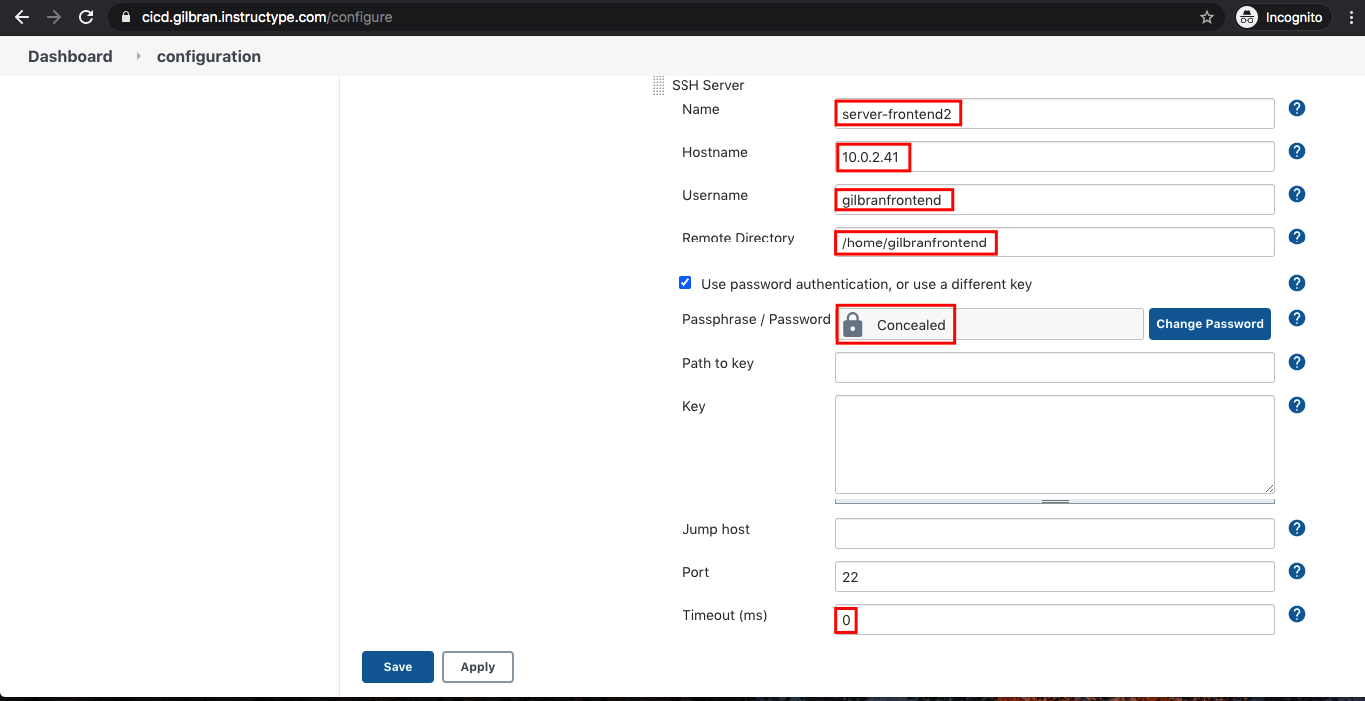 cicd.gilbran.instructype.com/configure
Incognito
Dashboard
configuration
SSH Server
Name
server-frontend2
?
Hostname
10.0.2.41
?
Username
gilbranfrontend
?
Remote Directory
/home/gilbranfrontend
?
Use password authentication, or use a different key
?
Passphrase / Password
Concealed
Change Password
?
Path to key
?
Key
?
Jump host
?
Port
22
?
Timeout (ms)
0
?
Save
Apply